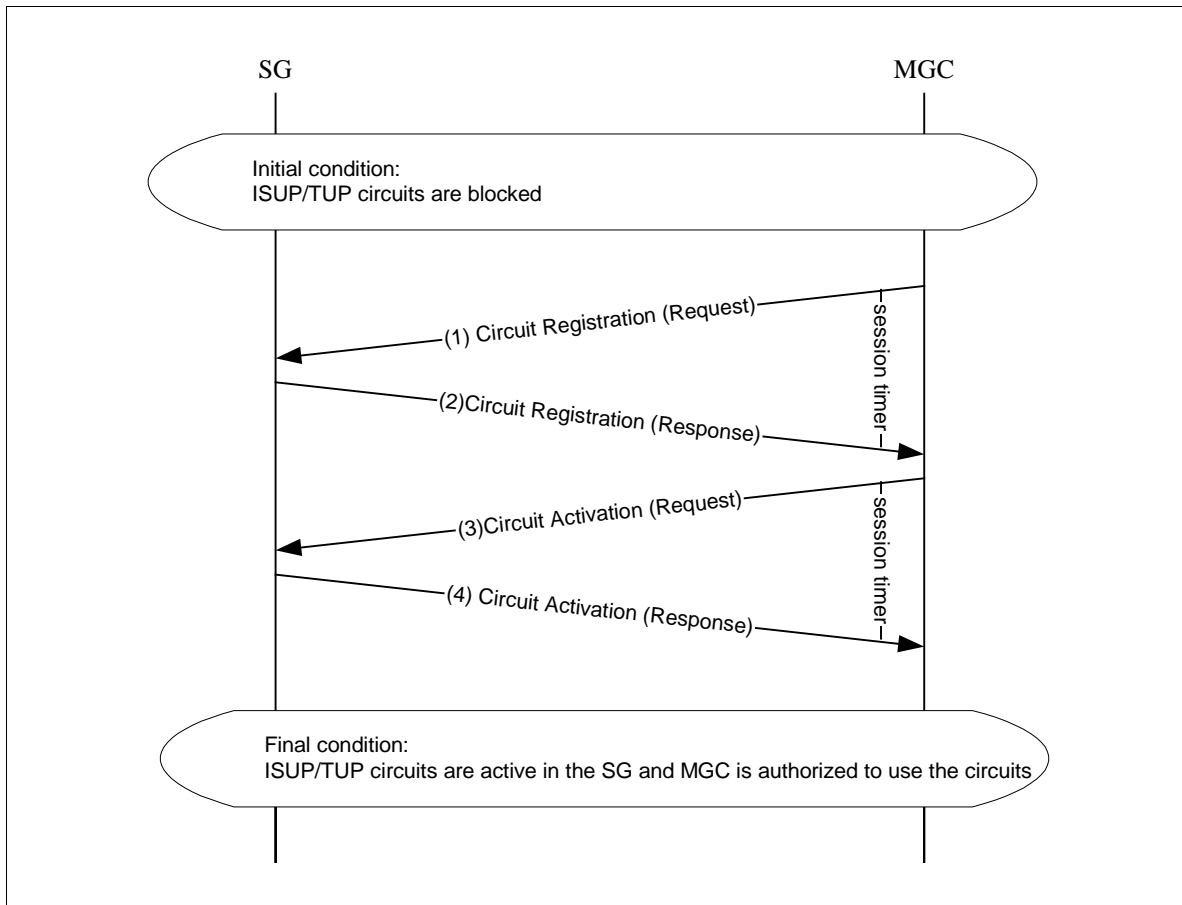 SG
MGC
Initial condition:
ISUP/TUP circuits are blocked
(1) Circuit Registration (Request)
session timer
(2)Circuit Registration (Response)
(3)Circuit Activation (Request)
session timer
(4) Circuit Activation (Response)
Final condition:
ISUP/TUP circuits are active in the SG and MGC is authorized to use the circuits